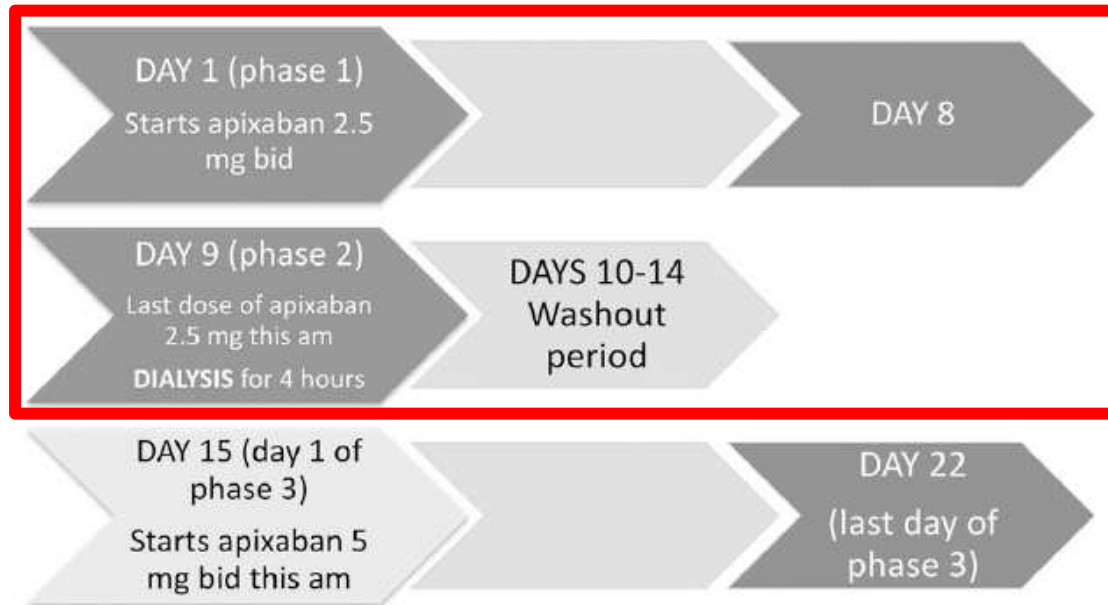 DAY 1 (phase 1)
Starts apixaban 2.5
mg bid
DAY 8
DAY 9 (phase 2)
Last dose of apixaban
2.5 mg this am
DIALYSIS for 4 hours
DAYS 10-14
Washout
period
DAY 15 (day 1 of
phase 3)
Starts apixaban 5
mg bid this am
DAY 22
(last day of
phase 3)